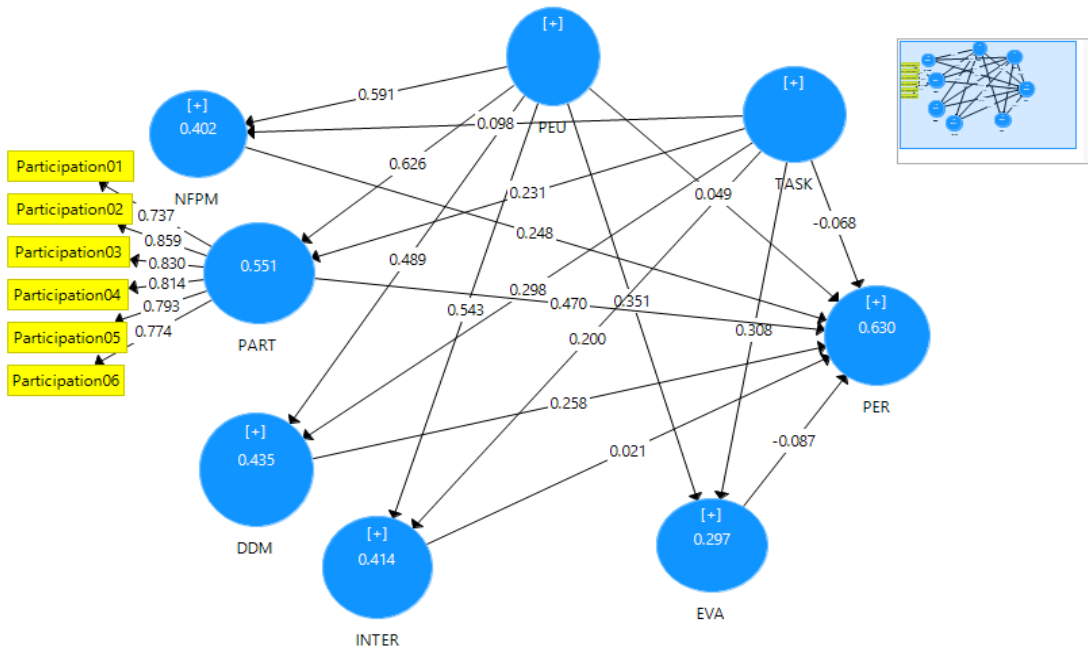 [+]
PEU
[+]
TASK
[+]
0.402
NFPM
0.591
0.098
Participation01
Participation02
Participation03
Participation04
Participation05
Participation06
0.737
0.859
0.830
0.814
0.793
0.774
0.551
PART
0.626
0.231
0.049
-0.068
0.248
0.489
0.298
0.470
0.351
0.543
0.200
0.308
[+]
0.630
PER
[+]
0.435
DDM
0.258
0.021
-0.087
[+]
0.414
INTER
[+]
0.297
EVA